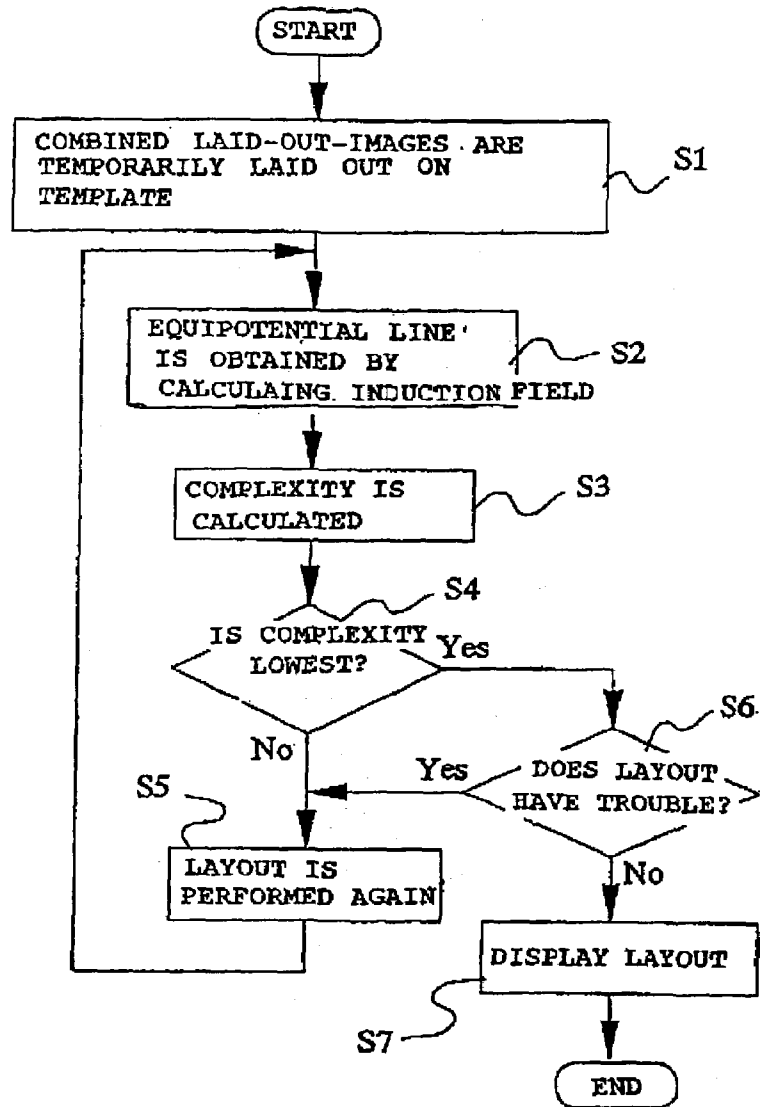 START
COMBINED LAID-OUT-IMAGES ARE
TEMPORARILY LAID OUT ON
TEMPLATE
S1
EQUIPOTENTIAL LINE'
IS OBTAINED BY
CALCULAING. INDUCTION FIELD
S2
COMPLEXITY IS
CALCULATED
S3
S4
IS COMPLEXITY
LOWEST?
Yes
No
S6
DOES LAYOUT
HAVE TROUBLE?
Yes
No
S5
LAYOUT IS
PERFORMED AGAIN
DISPLAY LAYOUT
S7
END